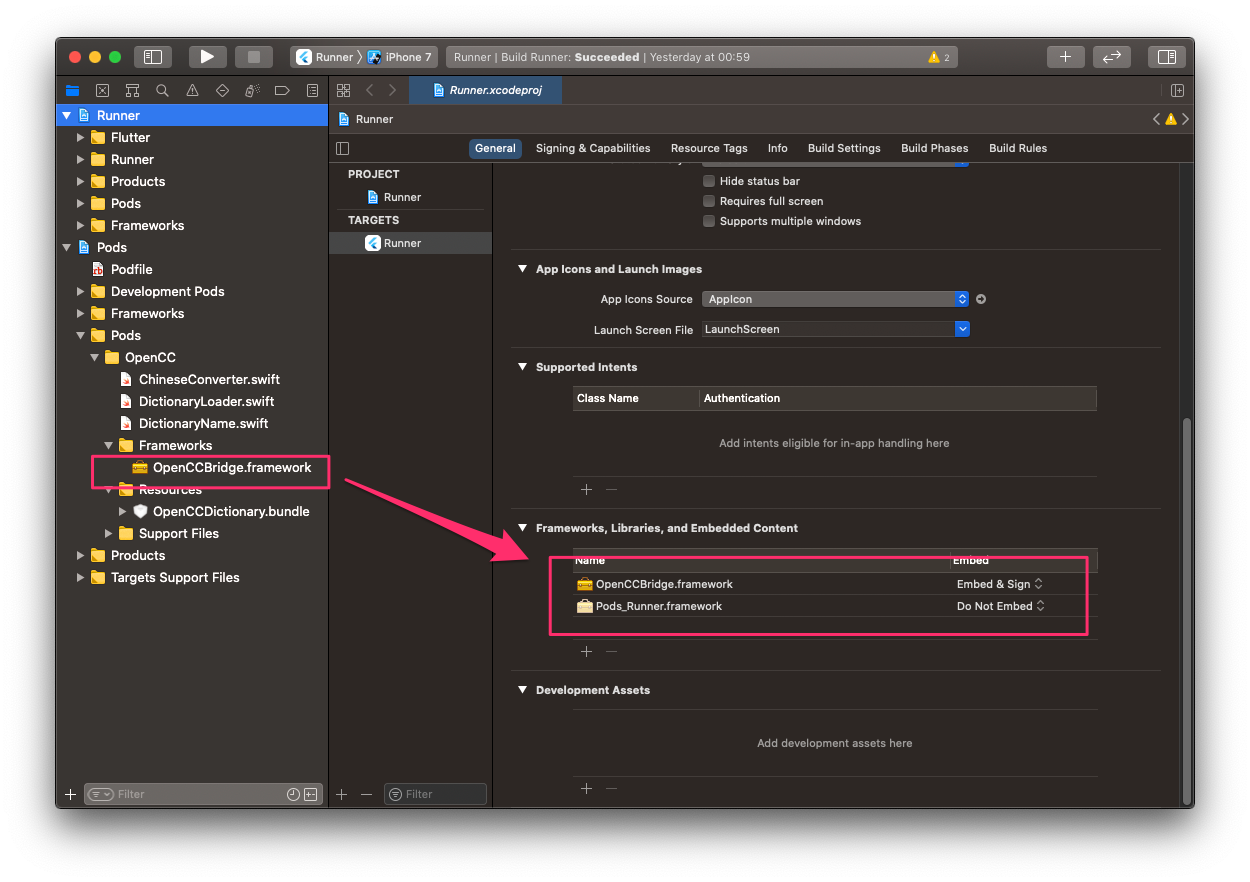 Runner 〉 iPhone 7
Runner | Build Runner: Succeeded | Yesterday at 00:59
2
Runner.xcodeproj
Runner
Flutter
Runner
Products
Pods
Frameworks
Pods
Podfile
Development Pods
Frameworks
Pods
OpenCC
ChineseConverter.swift
DictionaryLoader.swift
DictionaryName.swift
Frameworks
OpenCCBridge.framework
Resources
OpenCCDictionary.bundle
Support Files
Products
Targets Support Files
Filter
Runner
General Signing & Capabilities Resource Tags Info Build Settings Build Phases Build Rules
PROJECT
Runner
TARGETS
Runner
Filter
Hide status bar
Requires full screen
Supports multiple windows
App Icons and Launch Images
App Icons Source AppIcon
Launch Screen File LaunchScreen
Supported Intents
Class Name Authentication
Add intents eligible for in-app handling here
Frameworks, Libraries, and Embedded Content
Name Embed
OpenCCBridge.framework Embed & Sign
Pods_Runner.framework Do Not Embed
Development Assets
Add development assets here